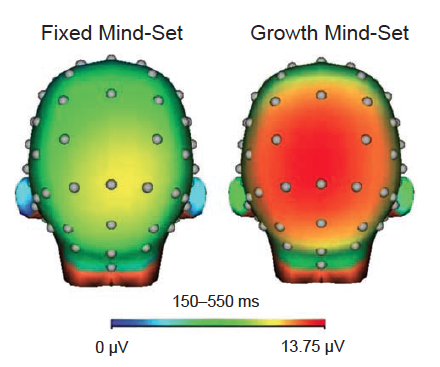 Fixed Mind-Set
Growth Mind-Set
150–550 ms
0 µV
13.75 µV